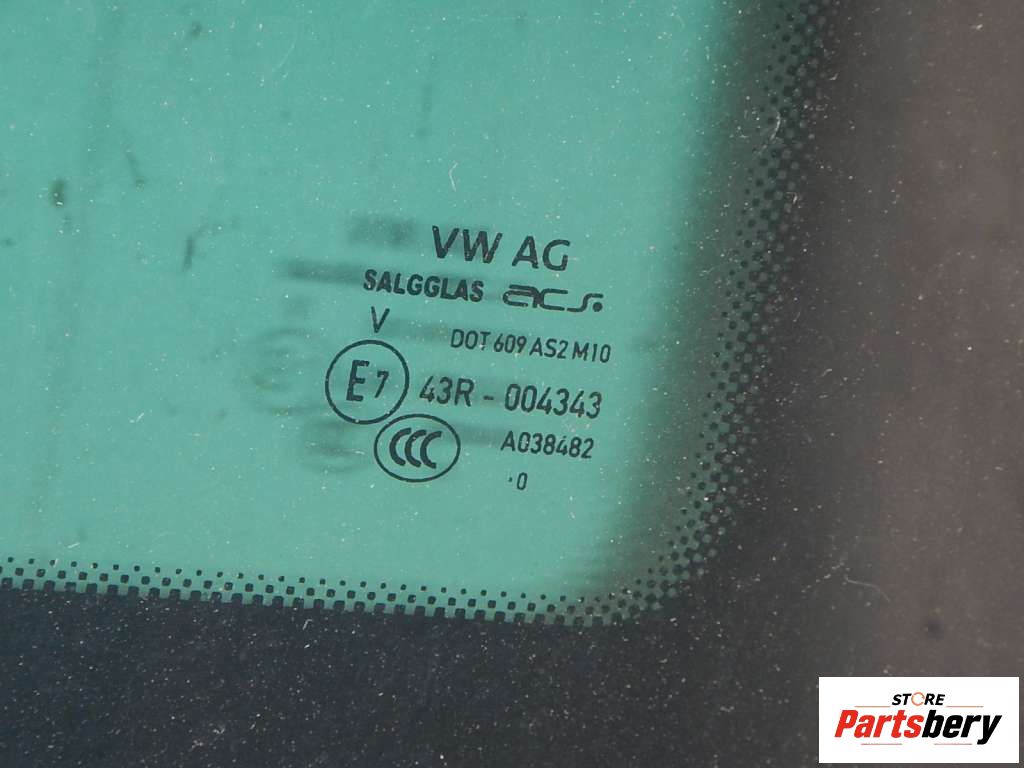 VW AG
SALGGLAS acs.
V
DOT 609 AS2 M10
E7 43R - 004343
CCC A038482
·0
STORE
Partsbery